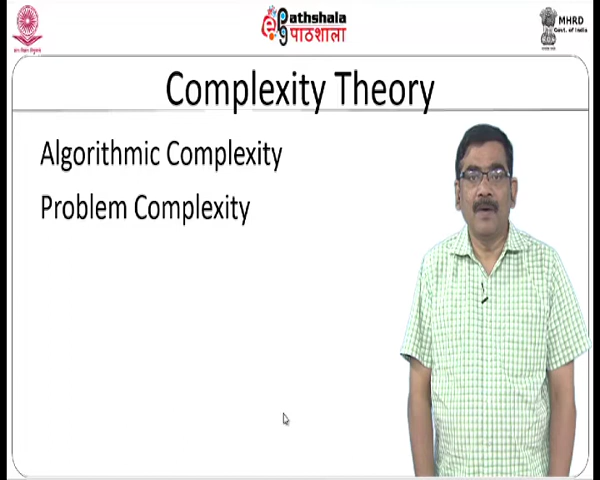 ePathshala
पाठशाला
MHRD
Govt. of India
Complexity Theory
Algorithmic Complexity
Problem Complexity